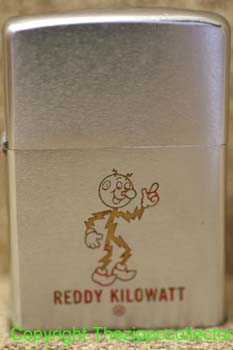 REDDY KILOWATT
®
Copyright Thezippocollector